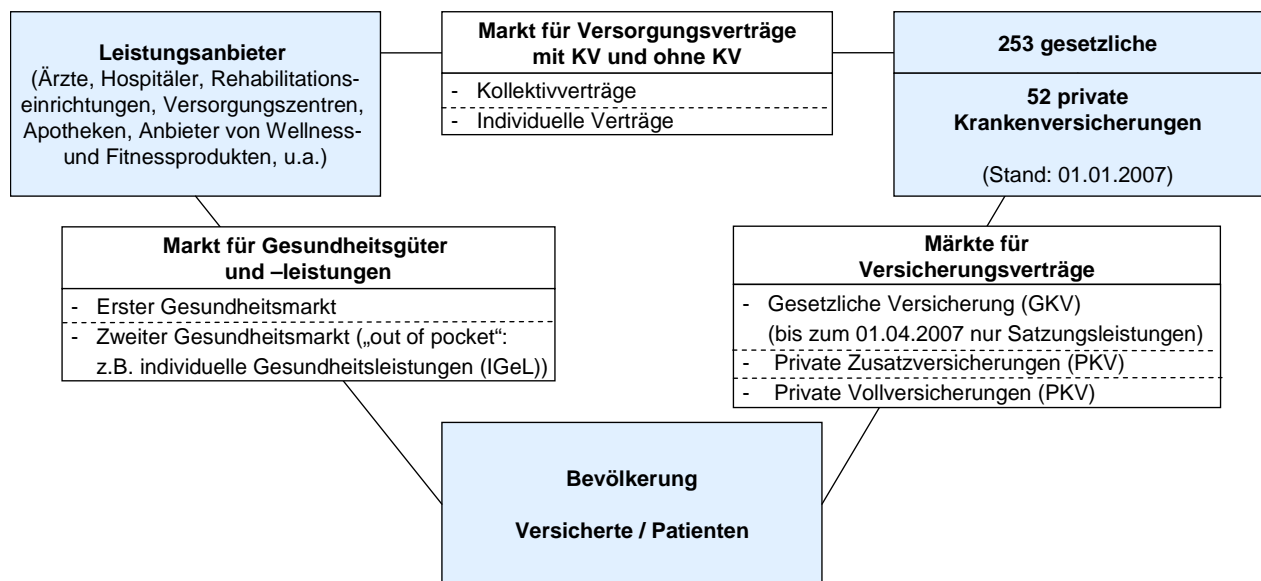 Leistungsanbieter
(Ärzte, Hospitäler, Rehabilitations-
einrichtungen, Versorgungszentren,
Apotheken, Anbieter von Wellness-
und Fitnessprodukten, u.a.)
Markt für Versorgungsverträge
mit KV und ohne KV
- Kollektivverträge
- Individuelle Verträge
253 gesetzliche
52 private
Krankenversicherungen
(Stand: 01.01.2007)
Markt für Gesundheitsgüter
und –leistungen
- Erster Gesundheitsmarkt
- Zweiter Gesundheitsmarkt („out of pocket“:
z.B. individuelle Gesundheitsleistungen (IGeL))
Märkte für
Versicherungsverträge
- Gesetzliche Versicherung (GKV)
(bis zum 01.04.2007 nur Satzungsleistungen)
- Private Zusatzversicherungen (PKV)
- Private Vollversicherungen (PKV)
Bevölkerung
Versicherte / Patienten